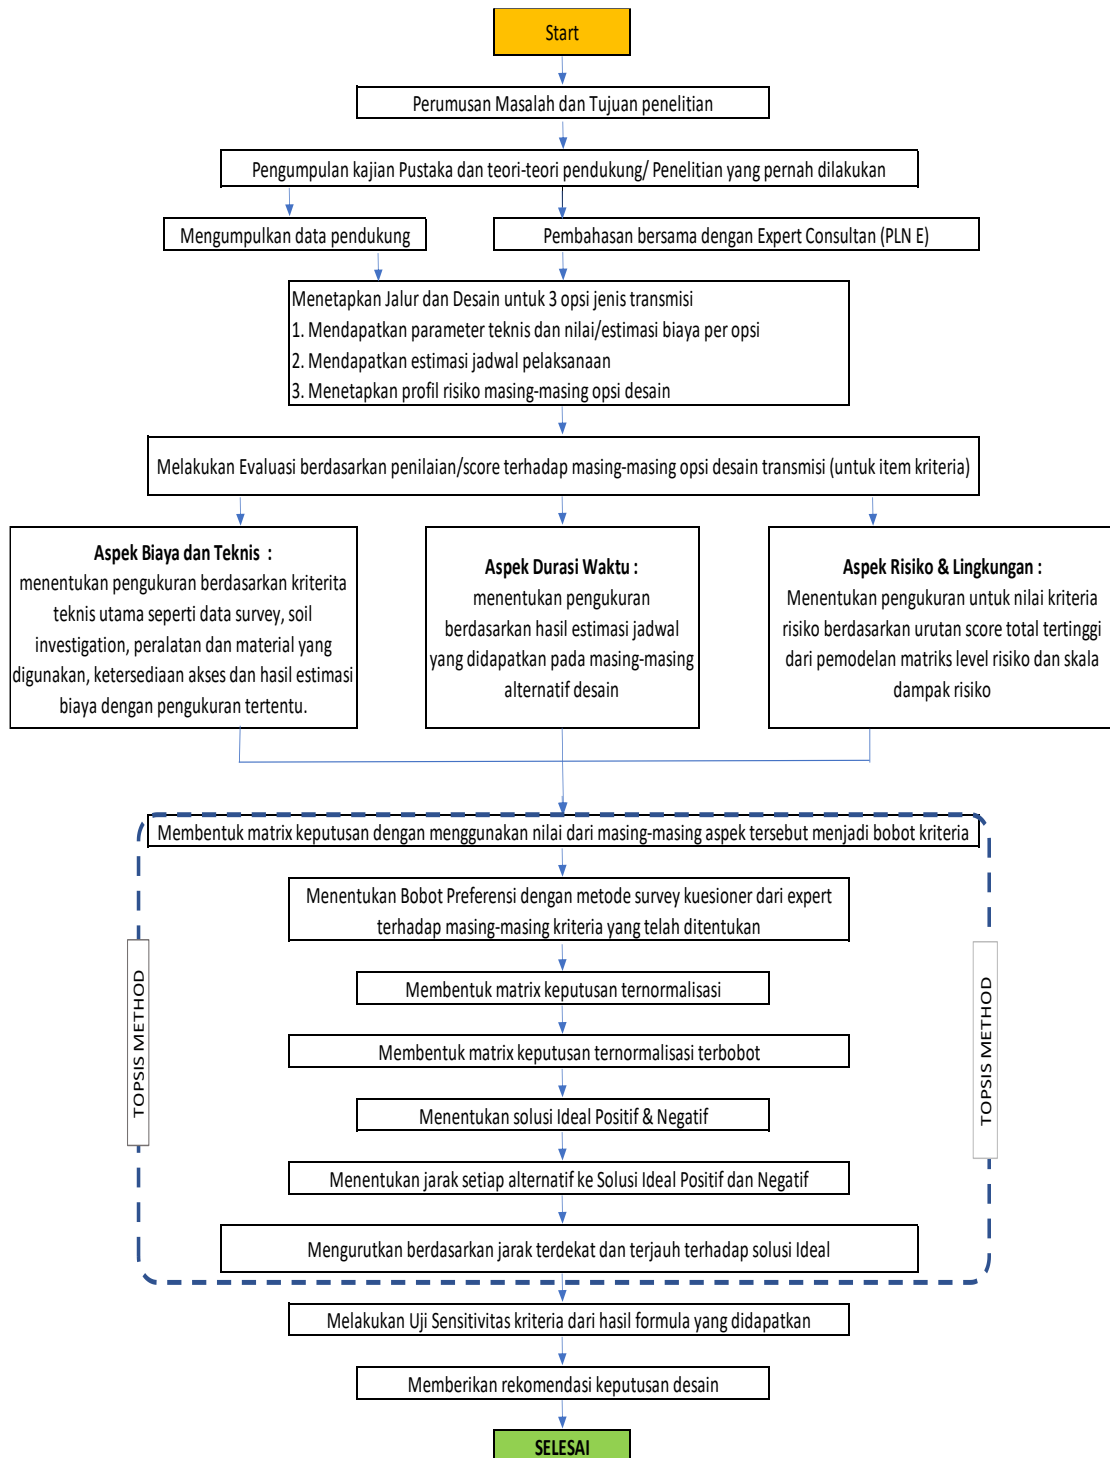 Start
Perumusan Masalah dan Tujuan penelitian
Pengumpulan kajian Pustaka dan teori-teori pendukung/ Penelitian yang pernah dilakukan
Mengumpulkan data pendukung
Pembahasan bersama dengan Expert Consultan (PLN E)
Menetapkan Jalur dan Desain untuk 3 opsi jenis transmisi
1. Mendapatkan parameter teknis dan nilai/estimasi biaya per opsi
2. Mendapatkan estimasi jadwal pelaksanaan
3. Menetapkan profil risiko masing-masing opsi desain
Melakukan Evaluasi berdasarkan penilaian/score terhadap masing-masing opsi desain transmisi (untuk item kriteria)
Aspek Biaya dan Teknis :
menentukan pengukuran berdasarkan kriterita
teknis utama seperti data survey, soil
investigation, peralatan dan material yang
digunakan, ketersediaan akses dan hasil estimasi
biaya dengan pengukuran tertentu.
Aspek Durasi Waktu :
menentukan pengukuran
berdasarkan hasil estimasi jadwal
yang didapatkan pada masing-masing
alternatif desain
Aspek Risiko & Lingkungan :
Menentukan pengukuran untuk nilai kriteria
risiko berdasarkan urutan score total tertinggi
dari pemodelan matriks level risiko dan skala
dampak risiko
Membentuk matrix keputusan dengan menggunakan nilai dari masing-masing aspek tersebut menjadi bobot kriteria
Menentukan Bobot Preferensi dengan metode survey kuesioner dari expert
terhadap masing-masing kriteria yang telah ditentukan
TOPSIS METHOD
TOPSIS METHOD
Membentuk matrix keputusan ternormalisasi
Membentuk matrix keputusan ternormalisasi terbobot
Menentukan solusi Ideal Positif & Negatif
Menentukan jarak setiap alternatif ke Solusi Ideal Positif dan Negatif
Mengurutkan berdasarkan jarak terdekat dan terjauh terhadap solusi Ideal
Melakukan Uji Sensitivitas kriteria dari hasil formula yang didapatkan
Memberikan rekomendasi keputusan desain
SELESAI